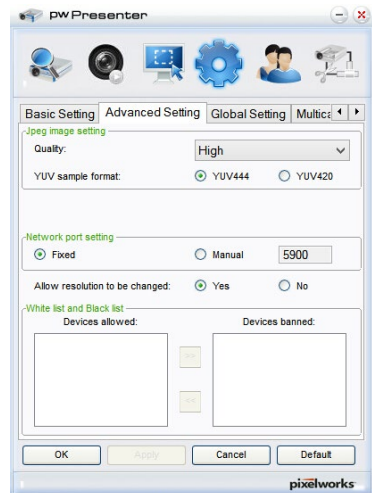 pwPresenter
Basic Setting Advanced Setting Global Setting Multica
Jpeg image setting
Quality: High
YUV sample format: YUV444 YUV420
Network port setting
Fixed Manual 5900
Allow resolution to be changed: Yes No
White list and Black list
Devices allowed: Devices banned:
>>
<<
OK Apply Cancel Default
pixelworks